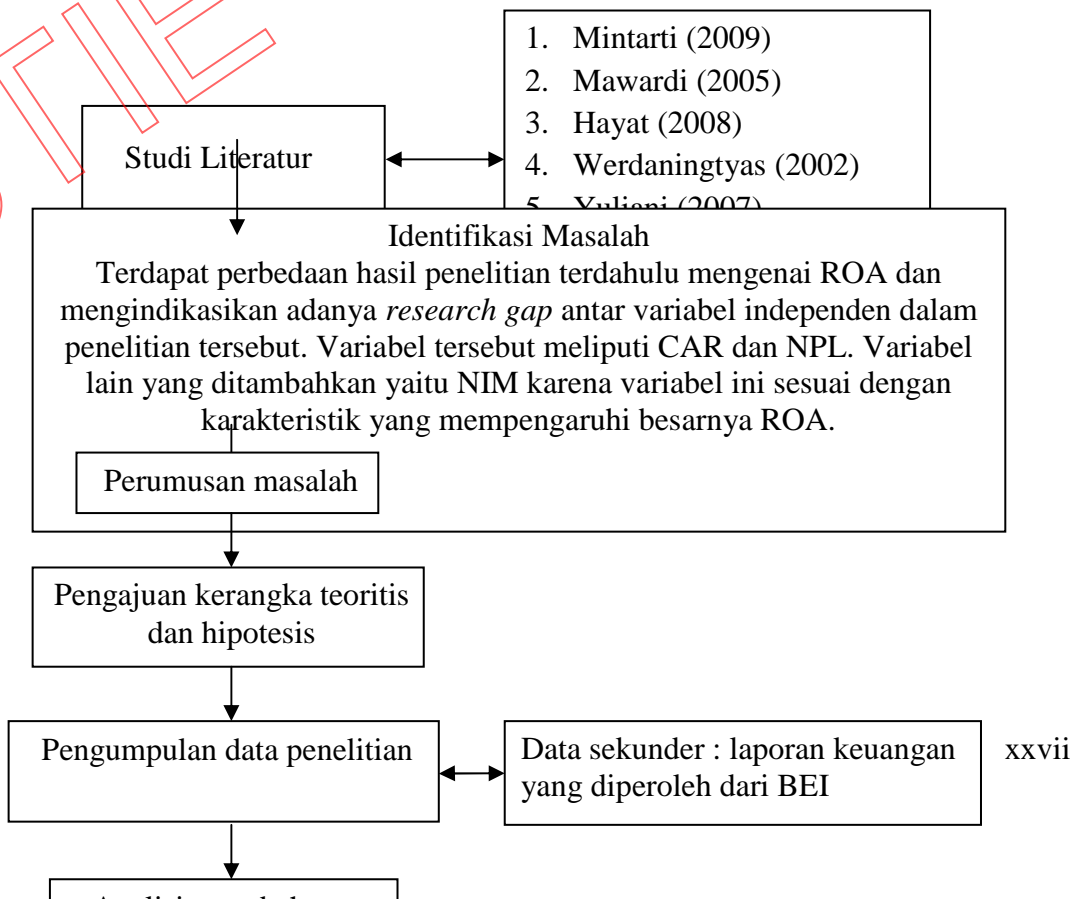 1. Mintarti (2009)
2. Mawardi (2005)
3. Hayat (2008)
4. Werdaningtyas (2002)
5. Yuliani (2007)
Studi Literatur
Identifikasi Masalah
Terdapat perbedaan hasil penelitian terdahulu mengenai ROA dan
mengindikasikan adanya research gap antar variabel independen dalam
penelitian tersebut. Variabel tersebut meliputi CAR dan NPL. Variabel
lain yang ditambahkan yaitu NIM karena variabel ini sesuai dengan
karakteristik yang mempengaruhi besarnya ROA.
Perumusan masalah
Pengajuan kerangka teoritis
dan hipotesis
Pengumpulan data penelitian
Data sekunder : laporan keuangan
yang diperoleh dari BEI
xxvii